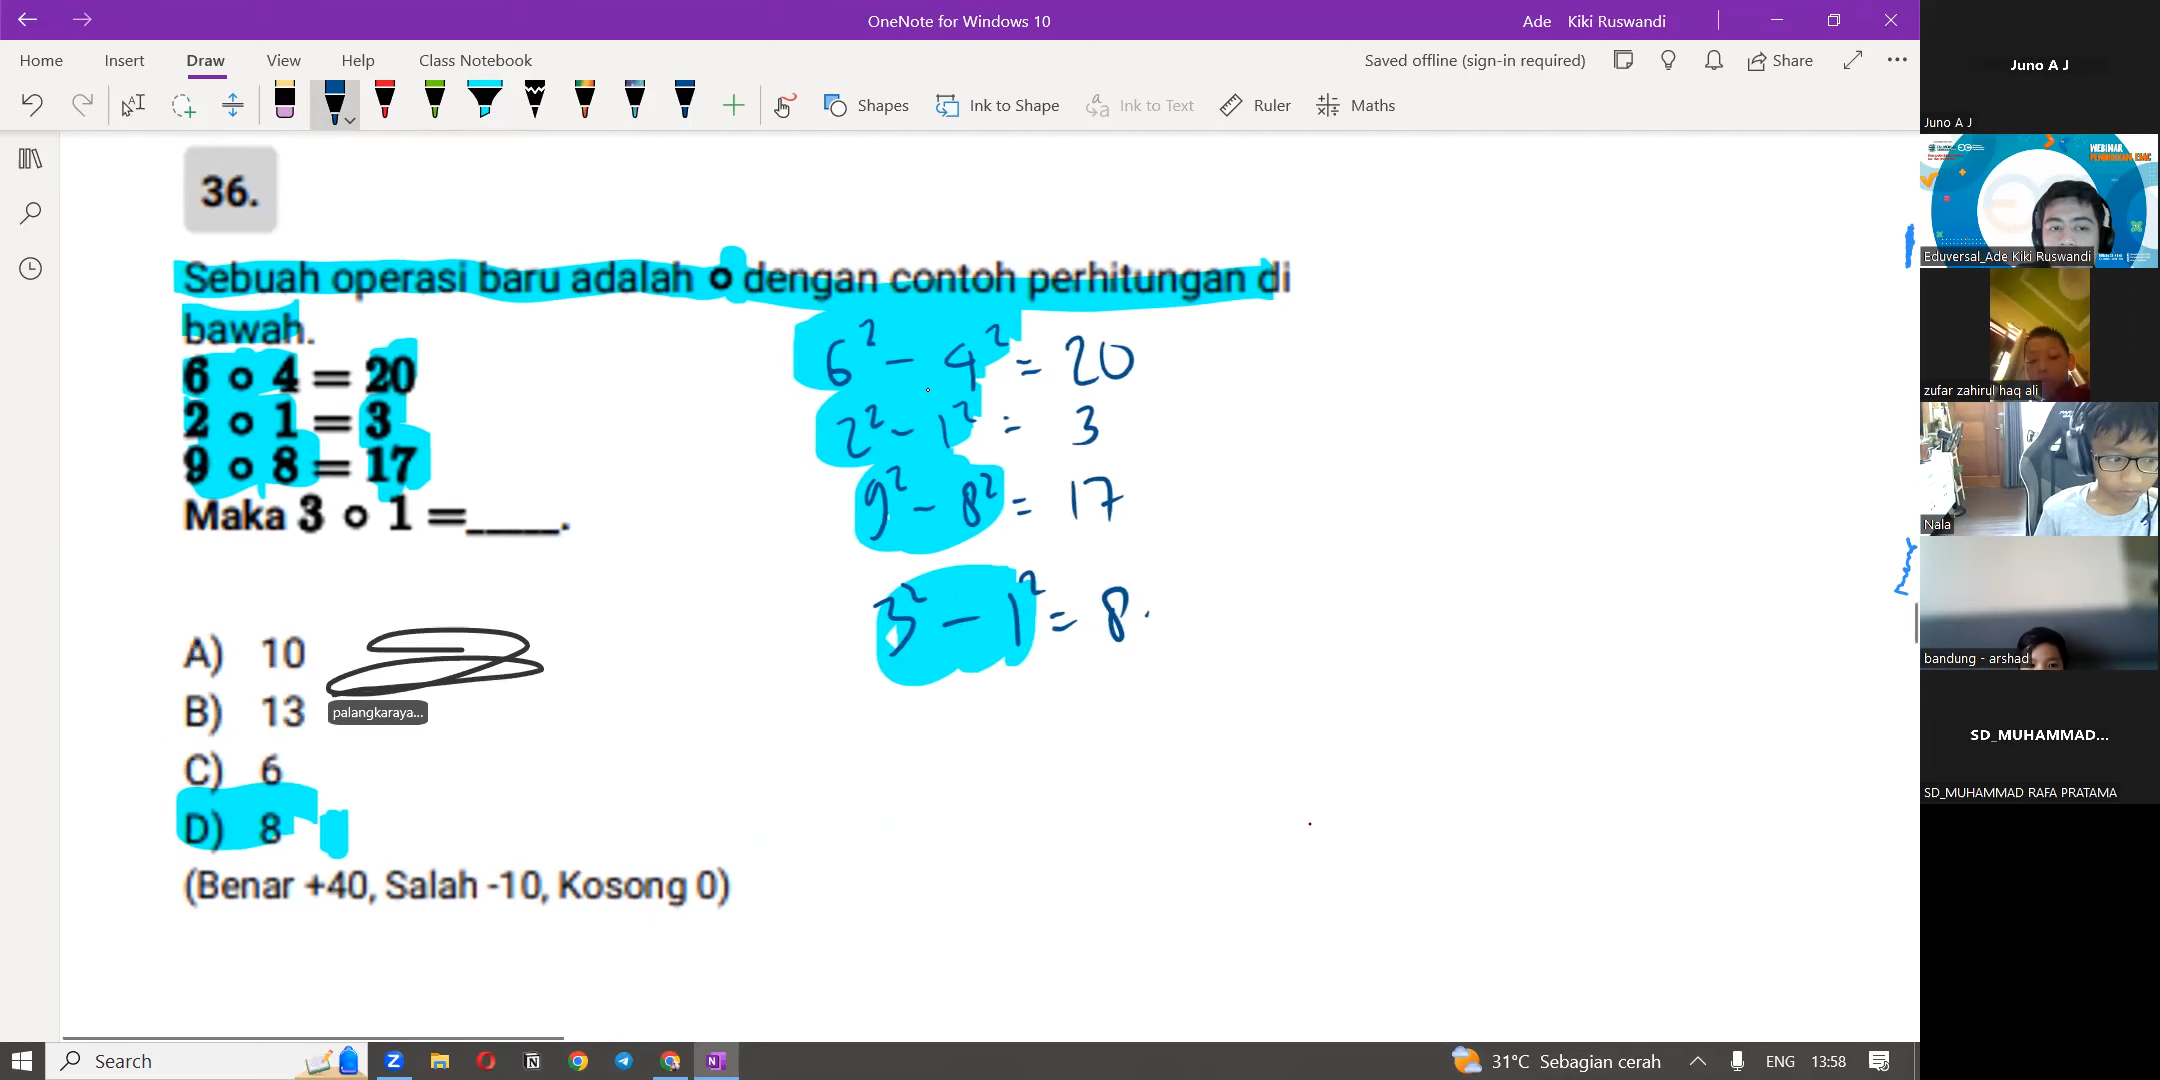 OneNote for Windows 10
Ade Kiki Ruswandi
Home Insert Draw View Help Class Notebook
Saved offline (sign-in required) Share
Shapes Ink to Shape Ink to Text Ruler Maths
36.
Sebuah operasi baru adalah o dengan contoh perhitungan di
bawah.
6 ∘ 4 = 20
2 ∘ 1 = 3
9 ∘ 8 = 17
Maka 3 ∘ 1 =_____.
6² - 4² = 20
2² - 1² = 3
9² - 8² = 17
3² - 1² = 8.
A) 10
B) 13
palangkaraya...
C) 6
D) 8
(Benar +40, Salah -10, Kosong 0)
Juno A J
Juno A J
WEBINAR
PENDIDIKAN EMC
Eduversal_Ade Kiki Ruswandi
zufar zahirul haq ali
Nala
bandung - arshad
SD_MUHAMMAD...
SD_MUHAMMAD RAFA PRATAMA
Search
31°C Sebagian cerah
ENG
13:58